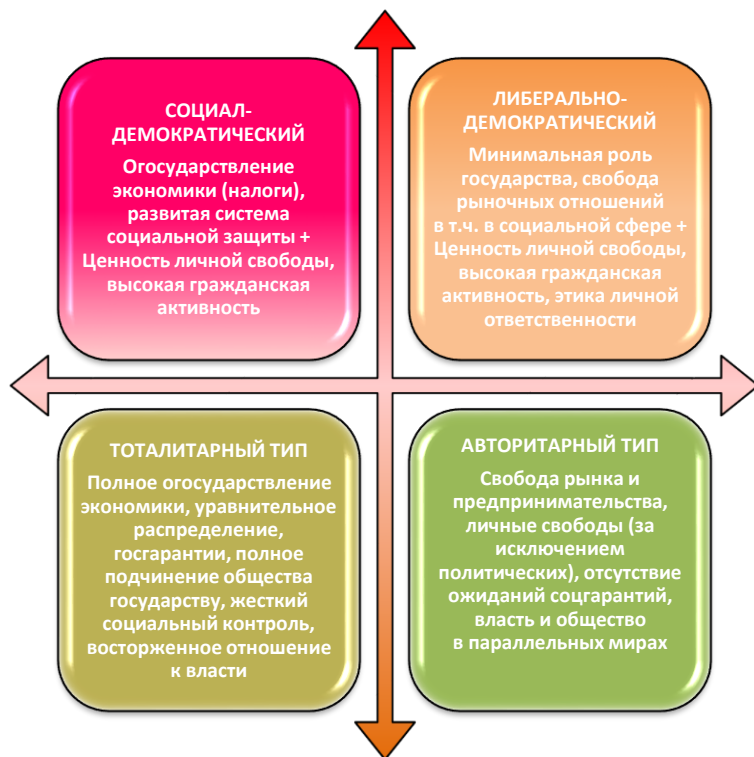 СОЦИАЛ-
ДЕМОКРАТИЧЕСКИЙ
Огосударствление
экономики (налоги),
развитая система
социальной защиты +
Ценность личной свободы,
высокая гражданская
активность
ЛИБЕРАЛЬНО-
ДЕМОКРАТИЧЕСКИЙ
Минимальная роль
государства, свобода
рыночных отношений
в т.ч. в социальной сфере +
Ценность личной свободы,
высокая гражданская
активность, этика личной
ответственности
ТОТАЛИТАРНЫЙ ТИП
Полное огосударствление
экономики, уравнительное
распределение,
госгарантии, полное
подчинение общества
государству, жесткий
социальный контроль,
восторженное отношение
к власти
АВТОРИТАРНЫЙ ТИП
Свобода рынка и
предпринимательства,
личные свободы (за
исключением
политических), отсутствие
ожиданий соцгарантий,
власть и общество
в параллельных мирах